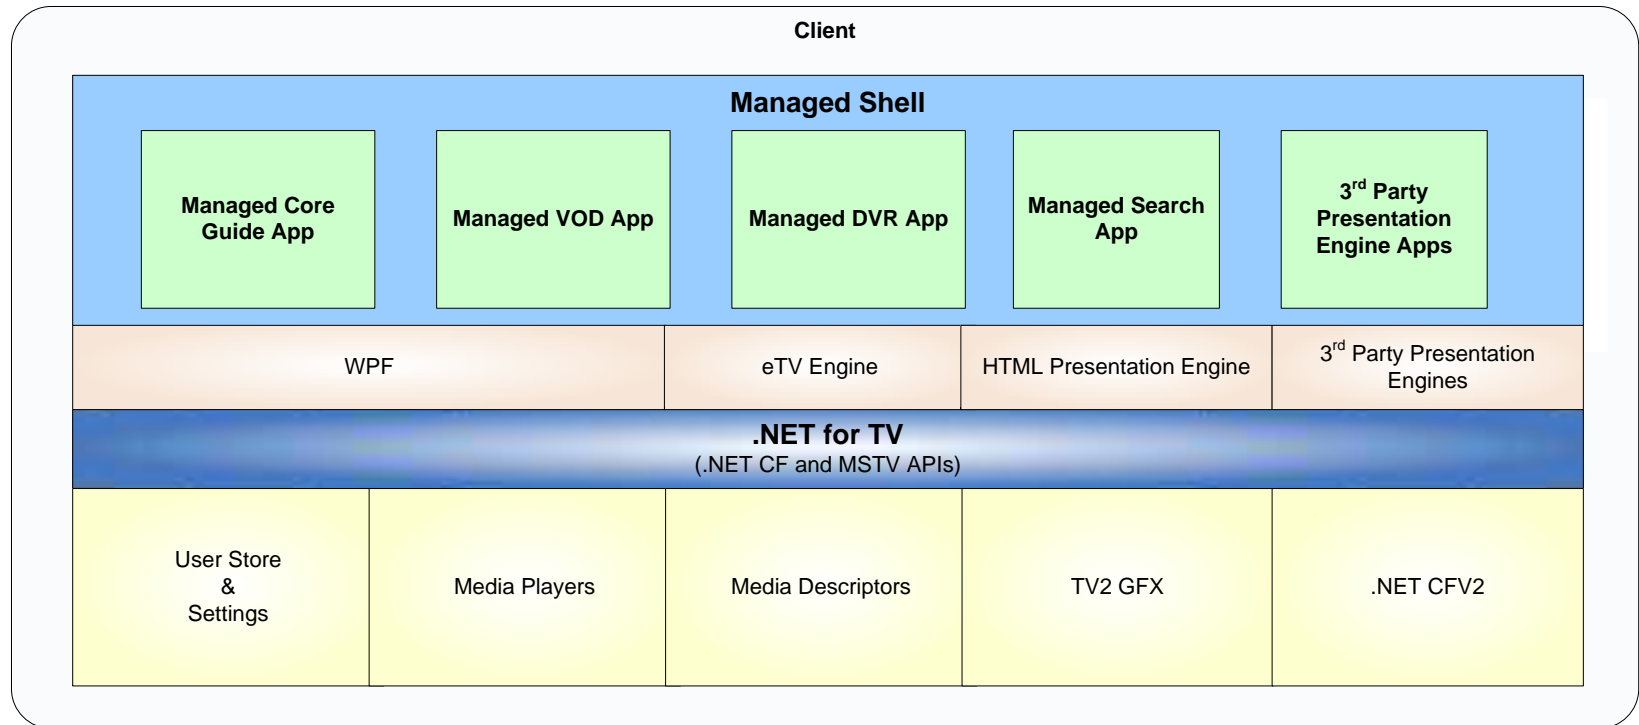 Client
Managed Shell
Managed Core
Guide App
Managed VOD App
Managed DVR App
Managed Search
App
3rd Party
Presentation
Engine Apps
WPF
eTV Engine
HTML Presentation Engine
3rd Party Presentation
Engines
.NET for TV
(.NET CF and MSTV APIs)
User Store
&
Settings
Media Players
Media Descriptors
TV2 GFX
.NET CFV2